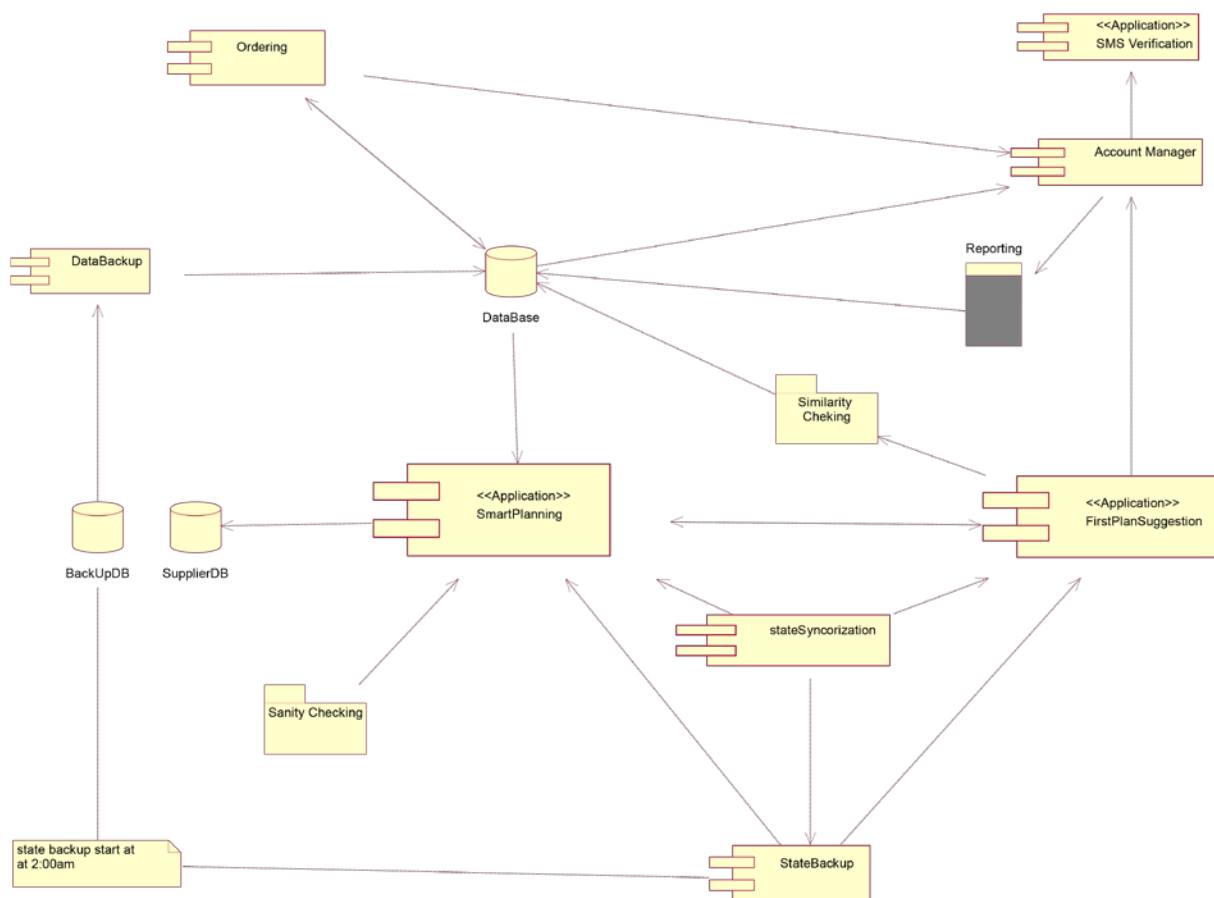 <<Application>>
SMS Verification
Ordering
Account Manager
Reporting
DataBackup
DataBase
Similarity
Cheking
<<Application>>
SmartPlanning
<<Application>>
FirstPlanSuggestion
BackUpDB
SupplierDB
stateSyncorization
Sanity Checking
state backup start at
at 2:00am
StateBackup